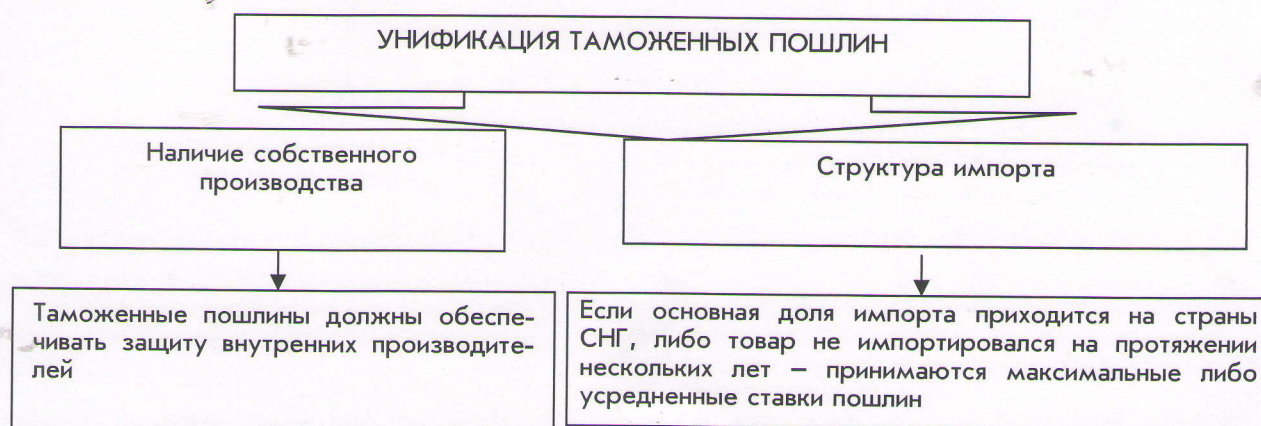 УНИФИКАЦИЯ ТАМОЖЕННЫХ ПОШЛИН
Наличие собственного
производства
Структура импорта
Таможенные пошлины должны обеспе-
чивать защиту внутренних производите-
лей
Если основная доля импорта приходится на страны
СНГ, либо товар не импортировался на протяжении
нескольких лет – принимаются максимальные либо
усредненные ставки пошлин